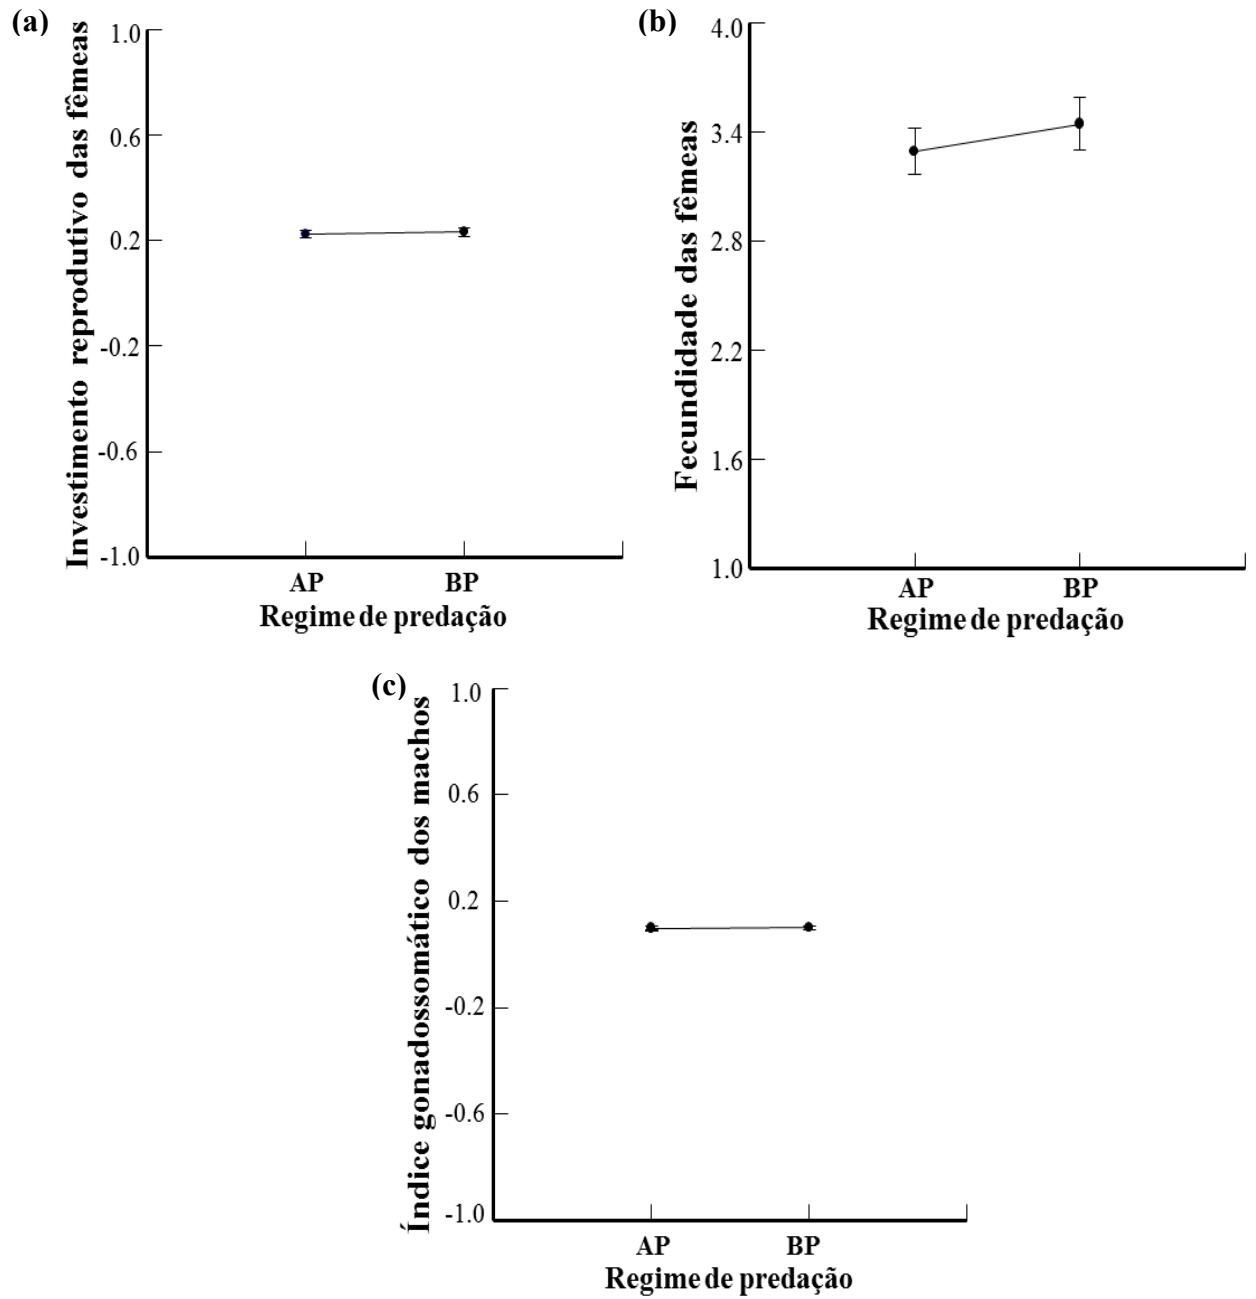 (a)
Investimento reprodutivo das fêmeas
1.0
0.6
0.2
-0.2
-0.6
-1.0
AP BP
Regime de predação
(b)
Fecundidade das fêmeas
4.0
3.4
2.8
2.2
1.6
1.0
AP BP
Regime de predação
(c)
Índice gonadossomático dos machos
1.0
0.6
0.2
-0.2
-0.6
-1.0
AP BP
Regime de predação